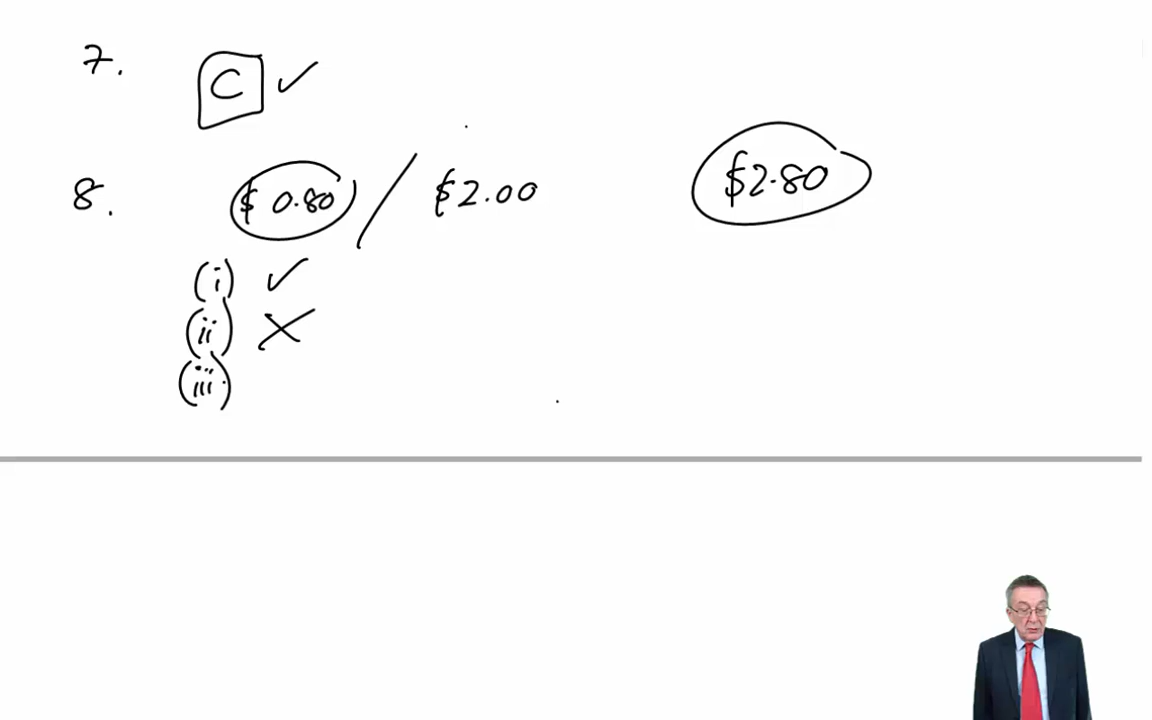 7. C ✓
8. $ 0.80 / $2.00 $2.80
(i) ✓
(ii) ✗
(iii)